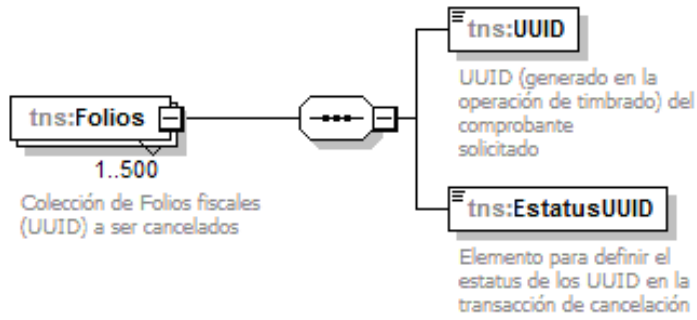 tns:Folios
1..500
Colección de Folios fiscales
(UUID) a ser cancelados
tns:UUID
UUID (generado en la
operación de timbrado) del
comprobante
solicitado
tns:EstatusUUID
Elemento para definir el
estatus de los UUID en la
transacción de cancelación